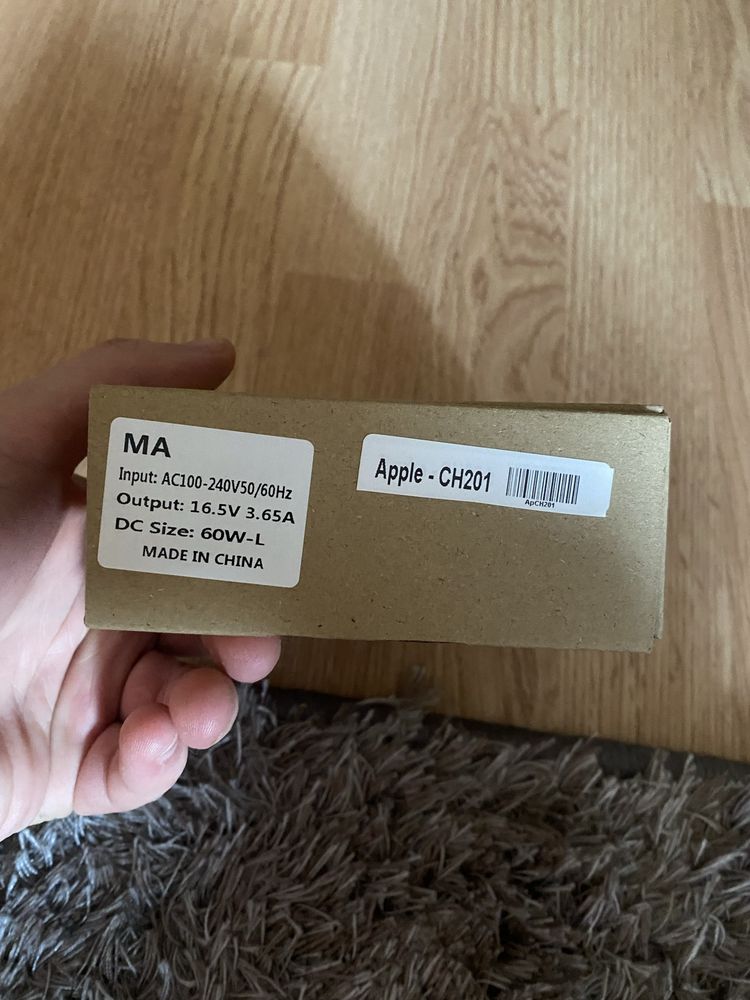 MA
Input: AC100-240V50/60Hz
Output: 16.5V 3.65A
DC Size: 60W-L
MADE IN CHINA
Apple - CH201
ApCH201